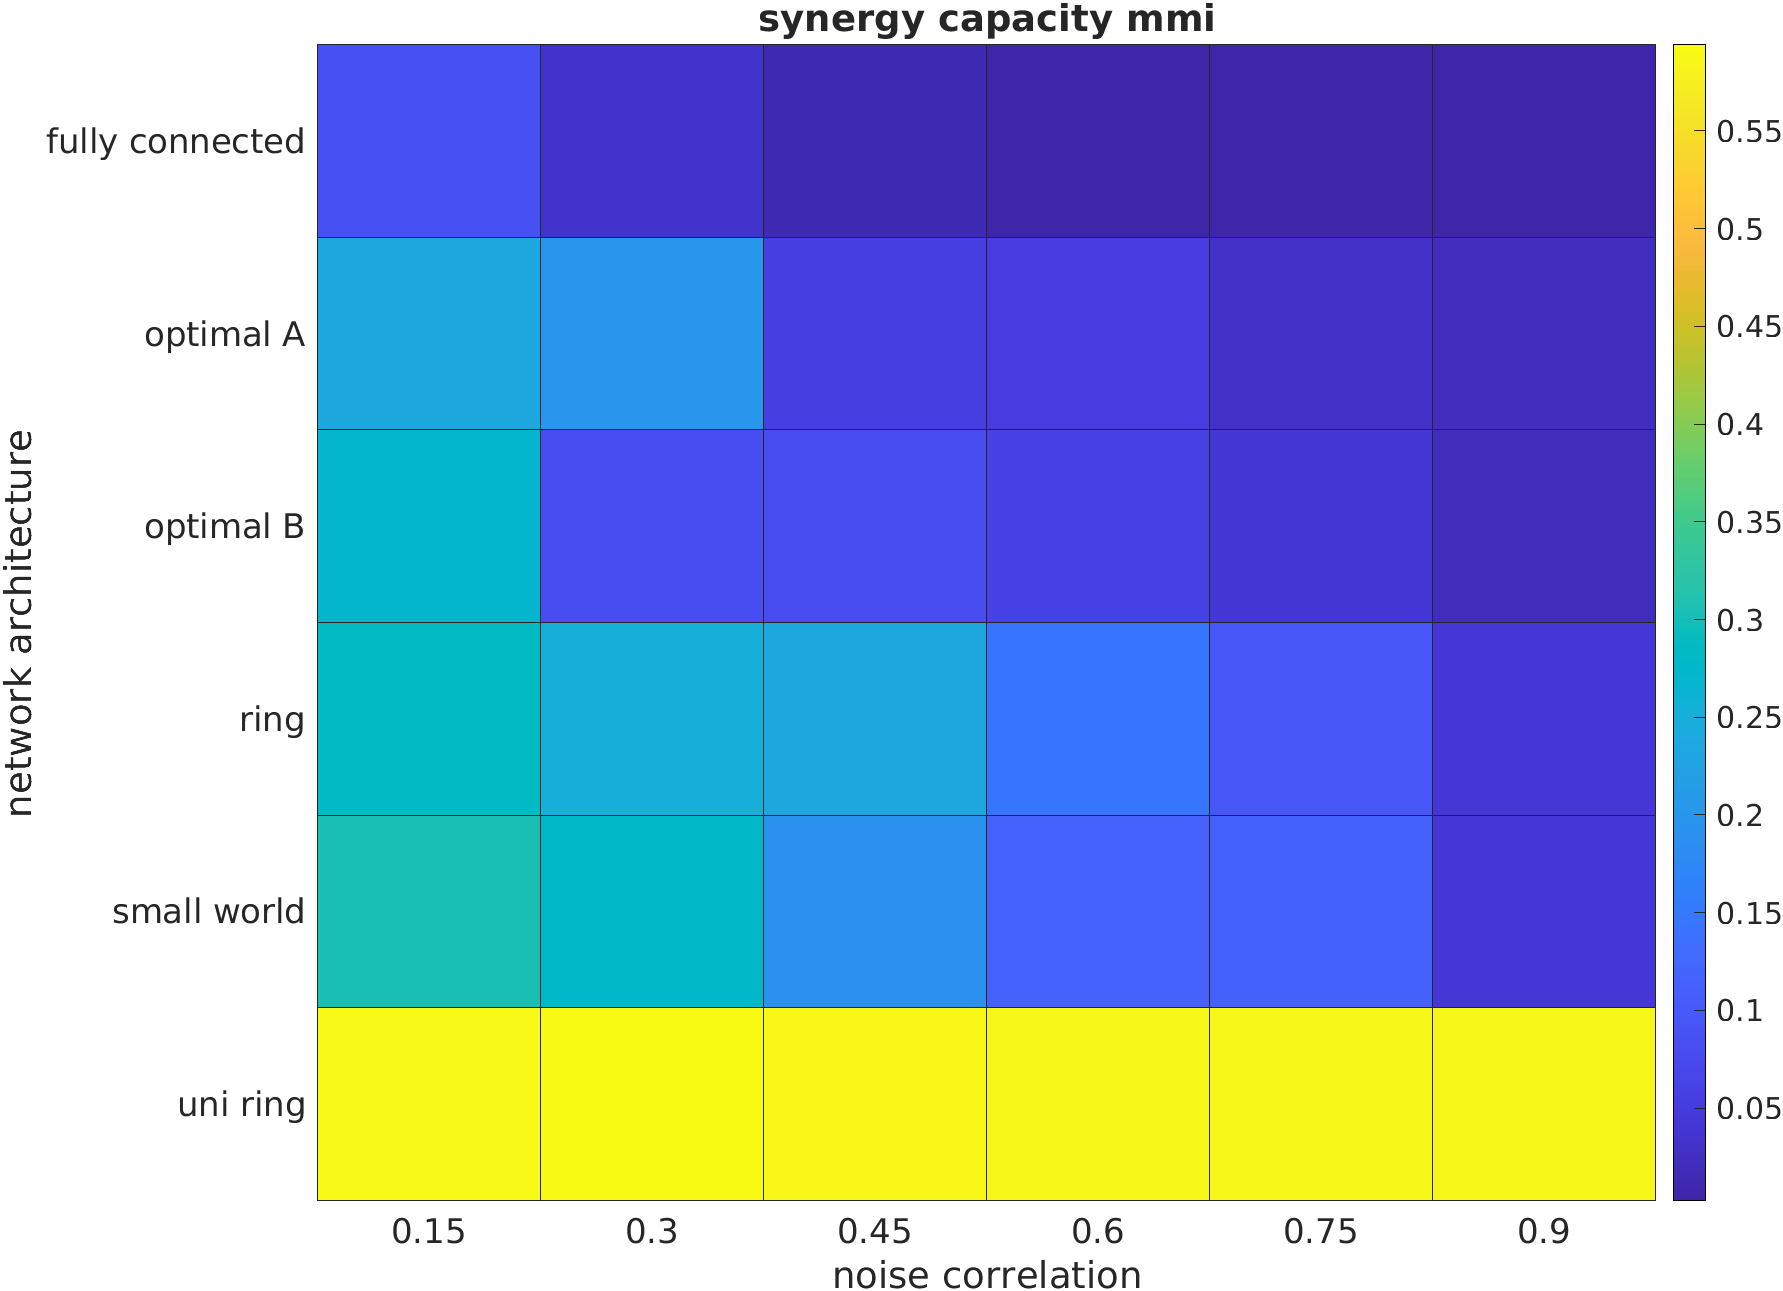 synergy capacity mmi
network architecture
fully connected
optimal A
optimal B
ring
small world
uni ring
0.15 0.3 0.45 0.6 0.75 0.9
noise correlation
0.55
0.5
0.45
0.4
0.35
0.3
0.25
0.2
0.15
0.1
0.05